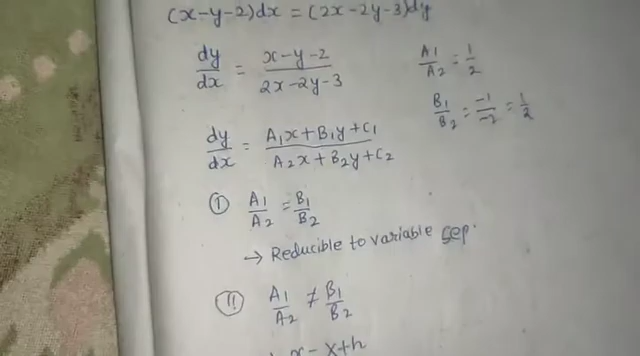 (x-y-2)dx = (2x-2y-3)dy
dy/dx = x-y-2/2x-2y-3
A1/A2 = 1/2
B1/B2 = -1/-2 = 1/2
dy/dx = A1x+B1y+C1/A2x+B2y+C2
I A1/A2 = B1/B2
→ Reducible to variable sep.
II A1/A2 ≠ B1/B2
x - X+h